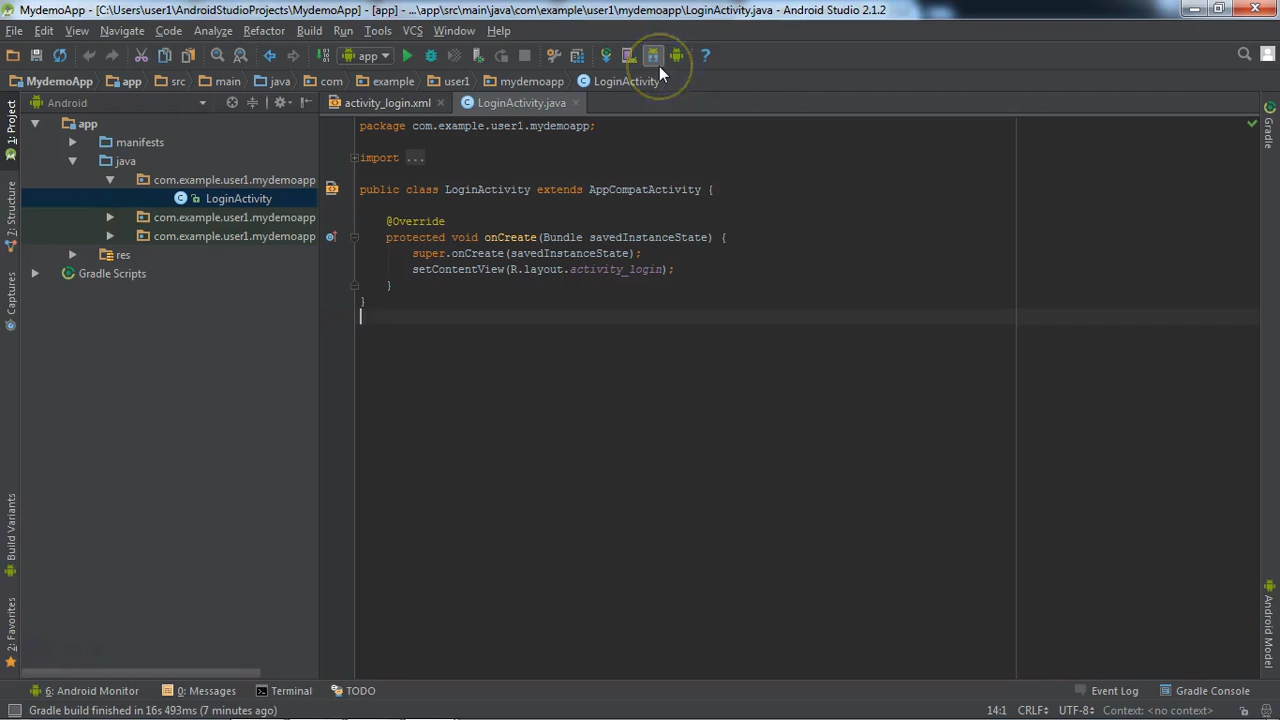 MydemoApp - [C:\Users\user1\AndroidStudioProjects\MydemoApp] - [app] - ...\app\src\main\java\com\example\user1\mydemoapp\LoginActivity.java - Android Studio 2.1.2
File Edit View Navigate Code Analyze Refactor Build Run Tools VCS Window Help
app
MydemoApp app src main java com example user1 mydemoapp LoginActivity
1: Project
7: Structure
Captures
Build Variants
2: Favorites
Android
app
manifests
java
com.example.user1.mydemoapp
LoginActivity
com.example.user1.mydemoapp
com.example.user1.mydemoapp
res
Gradle Scripts
activity_login.xml LoginActivity.java
package com.example.user1.mydemoapp;
import ...
public class LoginActivity extends AppCompatActivity {
@Override
protected void onCreate(Bundle savedInstanceState) {
super.onCreate(savedInstanceState);
setContentView(R.layout.activity_login);
}
}
Gradle
Android Model
6: Android Monitor 0: Messages Terminal TODO Event Log Gradle Console
Gradle build finished in 16s 493ms (7 minutes ago) 14:1 CRLF UTF-8 Context: <no context>